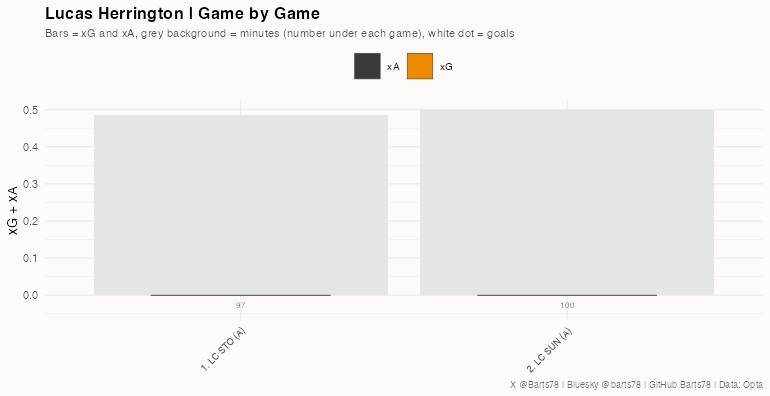 Lucas Herrington | Game by Game
Bars = xG and xA, grey background = minutes (number under each game), white dot = goals
xA xG
xG + xA
0.5
0.4
0.3
0.2
0.1
0.0
97 100
1. LC STO (A) 2. LC SUN (A)
X @Barts78 | Bluesky @barts78 | GitHub Barts78 | Data: Opta